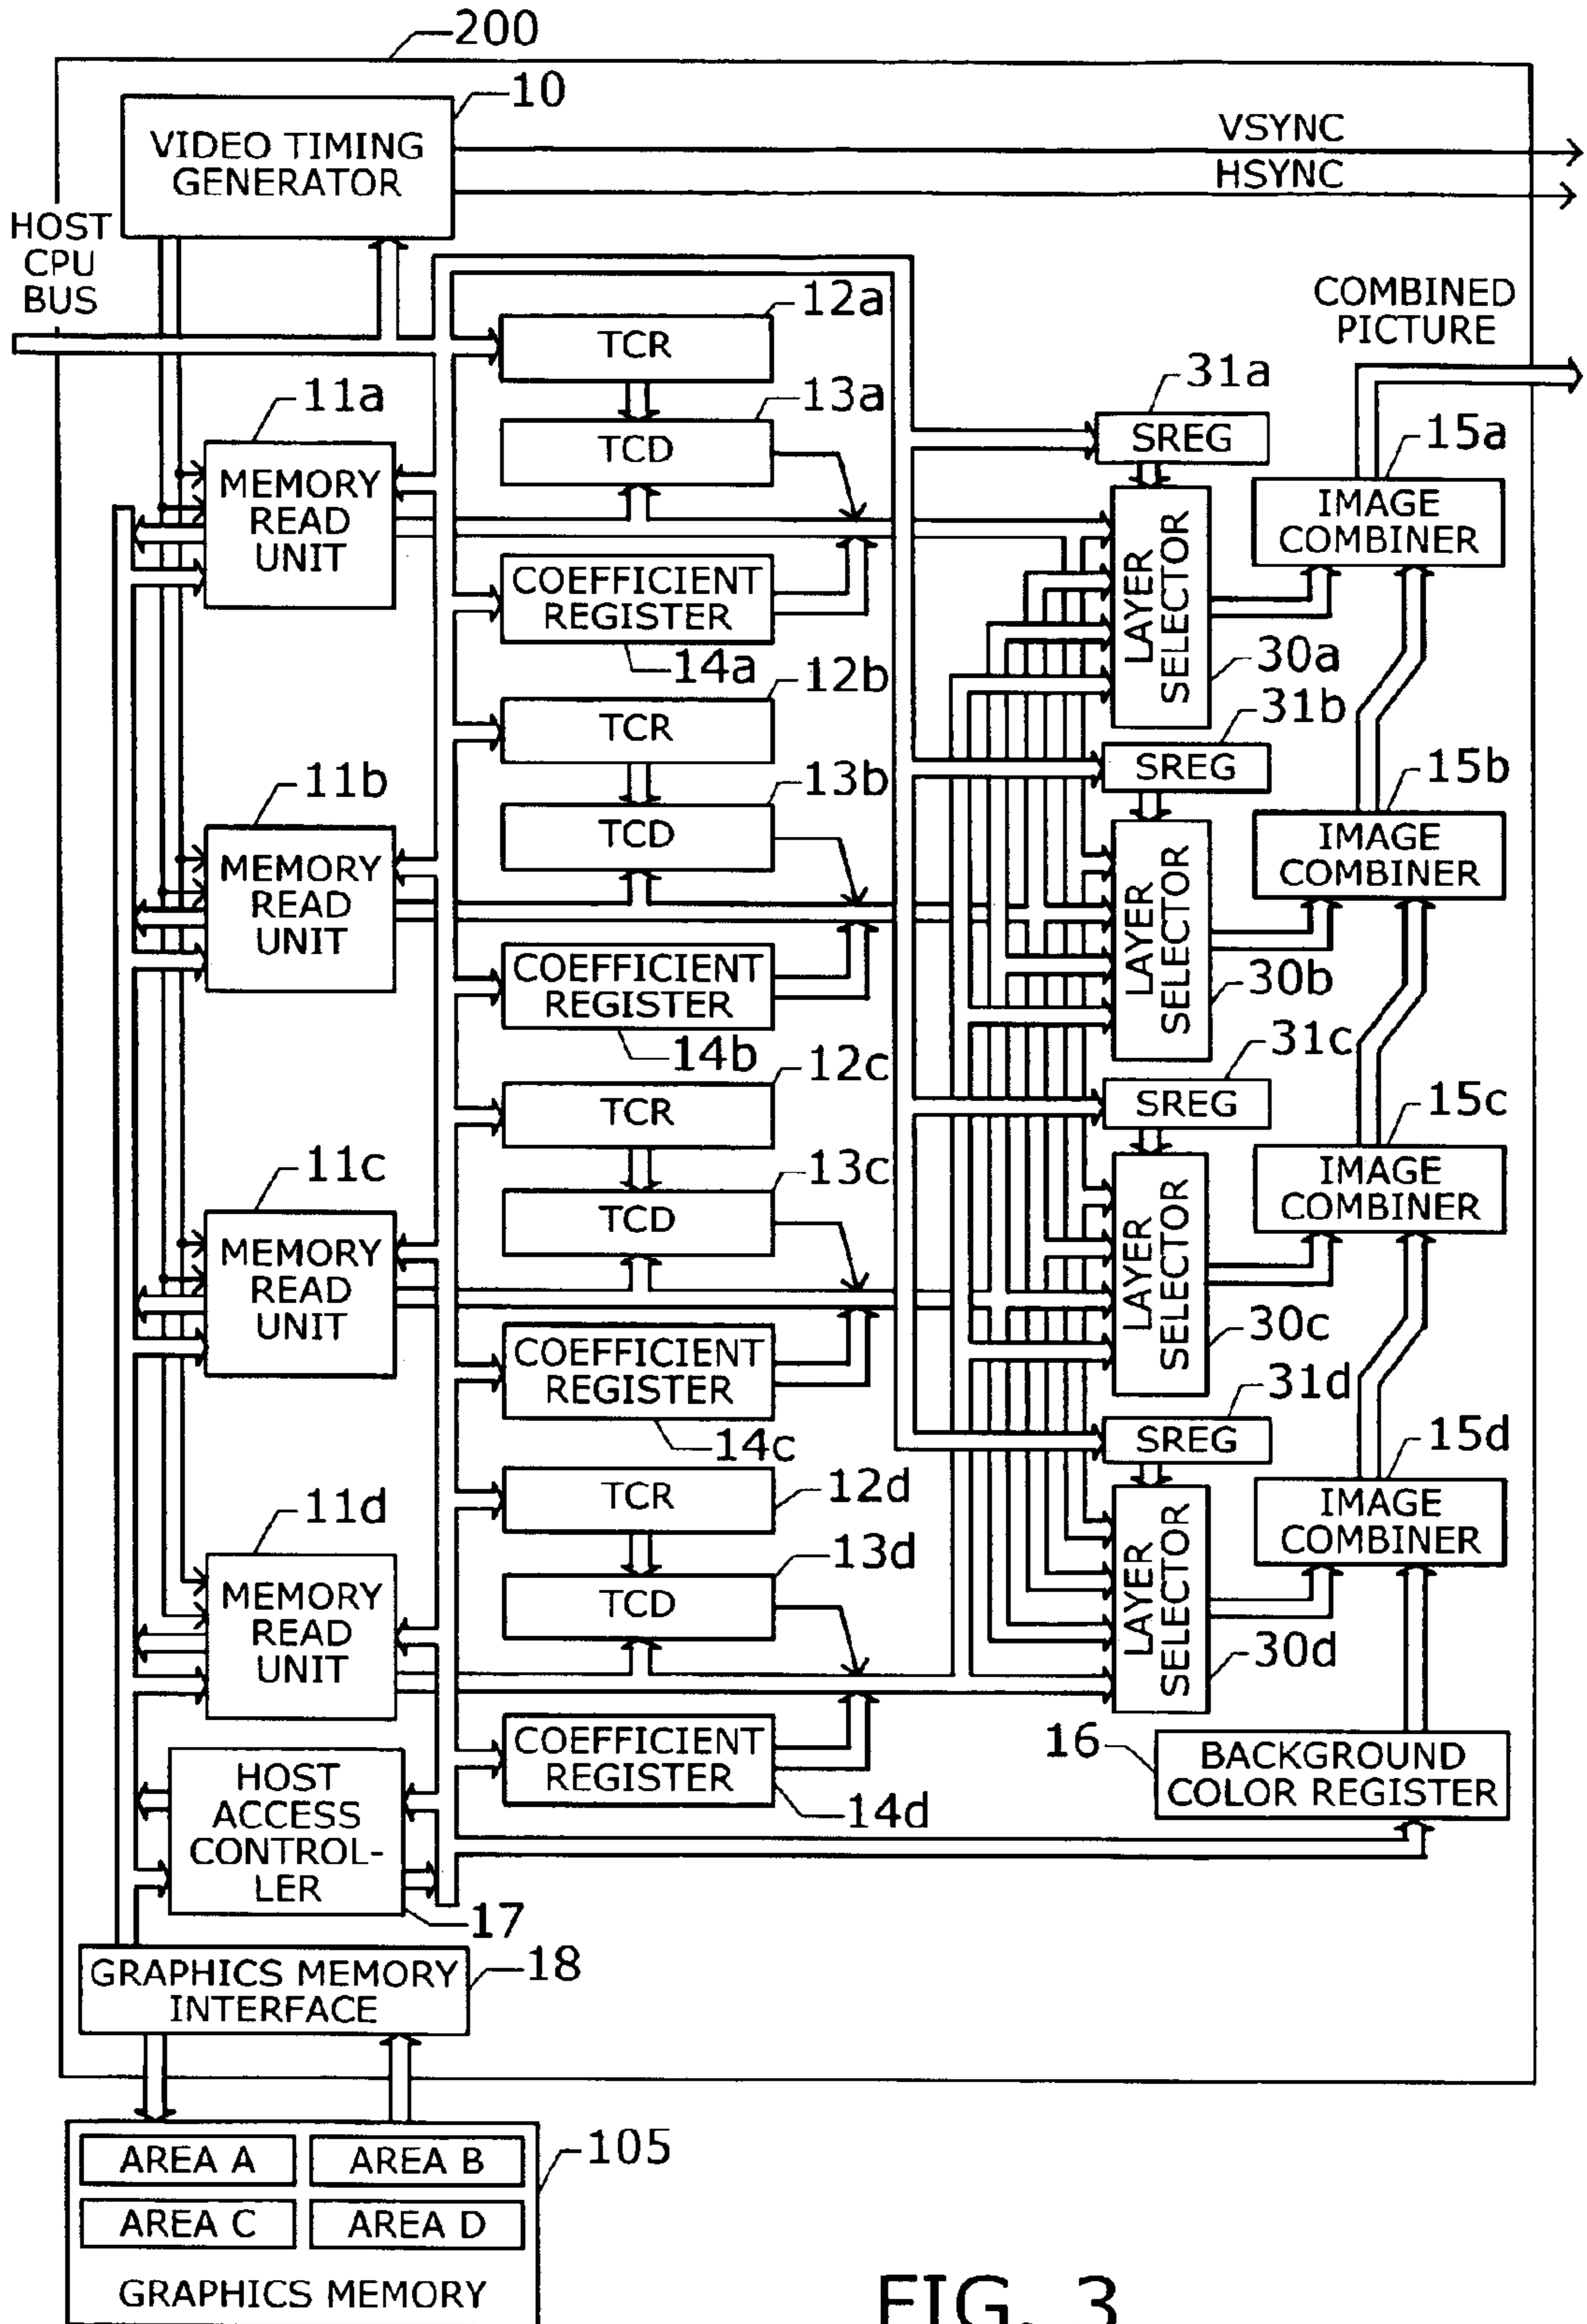 200
10
VIDEO TIMING
GENERATOR
VSYNC
HSYNC
HOST
CPU
BUS
COMBINED
PICTURE
12a
TCR
13a
TCD
11a
MEMORY
READ
UNIT
COEFFICIENT
REGISTER
14a
31a
SREG
LAYER
SELECTOR
30a
15a
IMAGE
COMBINER
12b
TCR
13b
TCD
11b
MEMORY
READ
UNIT
COEFFICIENT
REGISTER
14b
31b
SREG
LAYER
SELECTOR
30b
15b
IMAGE
COMBINER
12c
TCR
13c
TCD
11c
MEMORY
READ
UNIT
COEFFICIENT
REGISTER
14c
31c
SREG
LAYER
SELECTOR
30c
15c
IMAGE
COMBINER
12d
TCR
13d
TCD
11d
MEMORY
READ
UNIT
COEFFICIENT
REGISTER
14d
31d
SREG
LAYER
SELECTOR
30d
15d
IMAGE
COMBINER
16
BACKGROUND
COLOR REGISTER
HOST
ACCESS
CONTROL-
LER
17
GRAPHICS MEMORY
INTERFACE
18
105
AREA A
AREA B
AREA C
AREA D
GRAPHICS MEMORY
FIG. 3